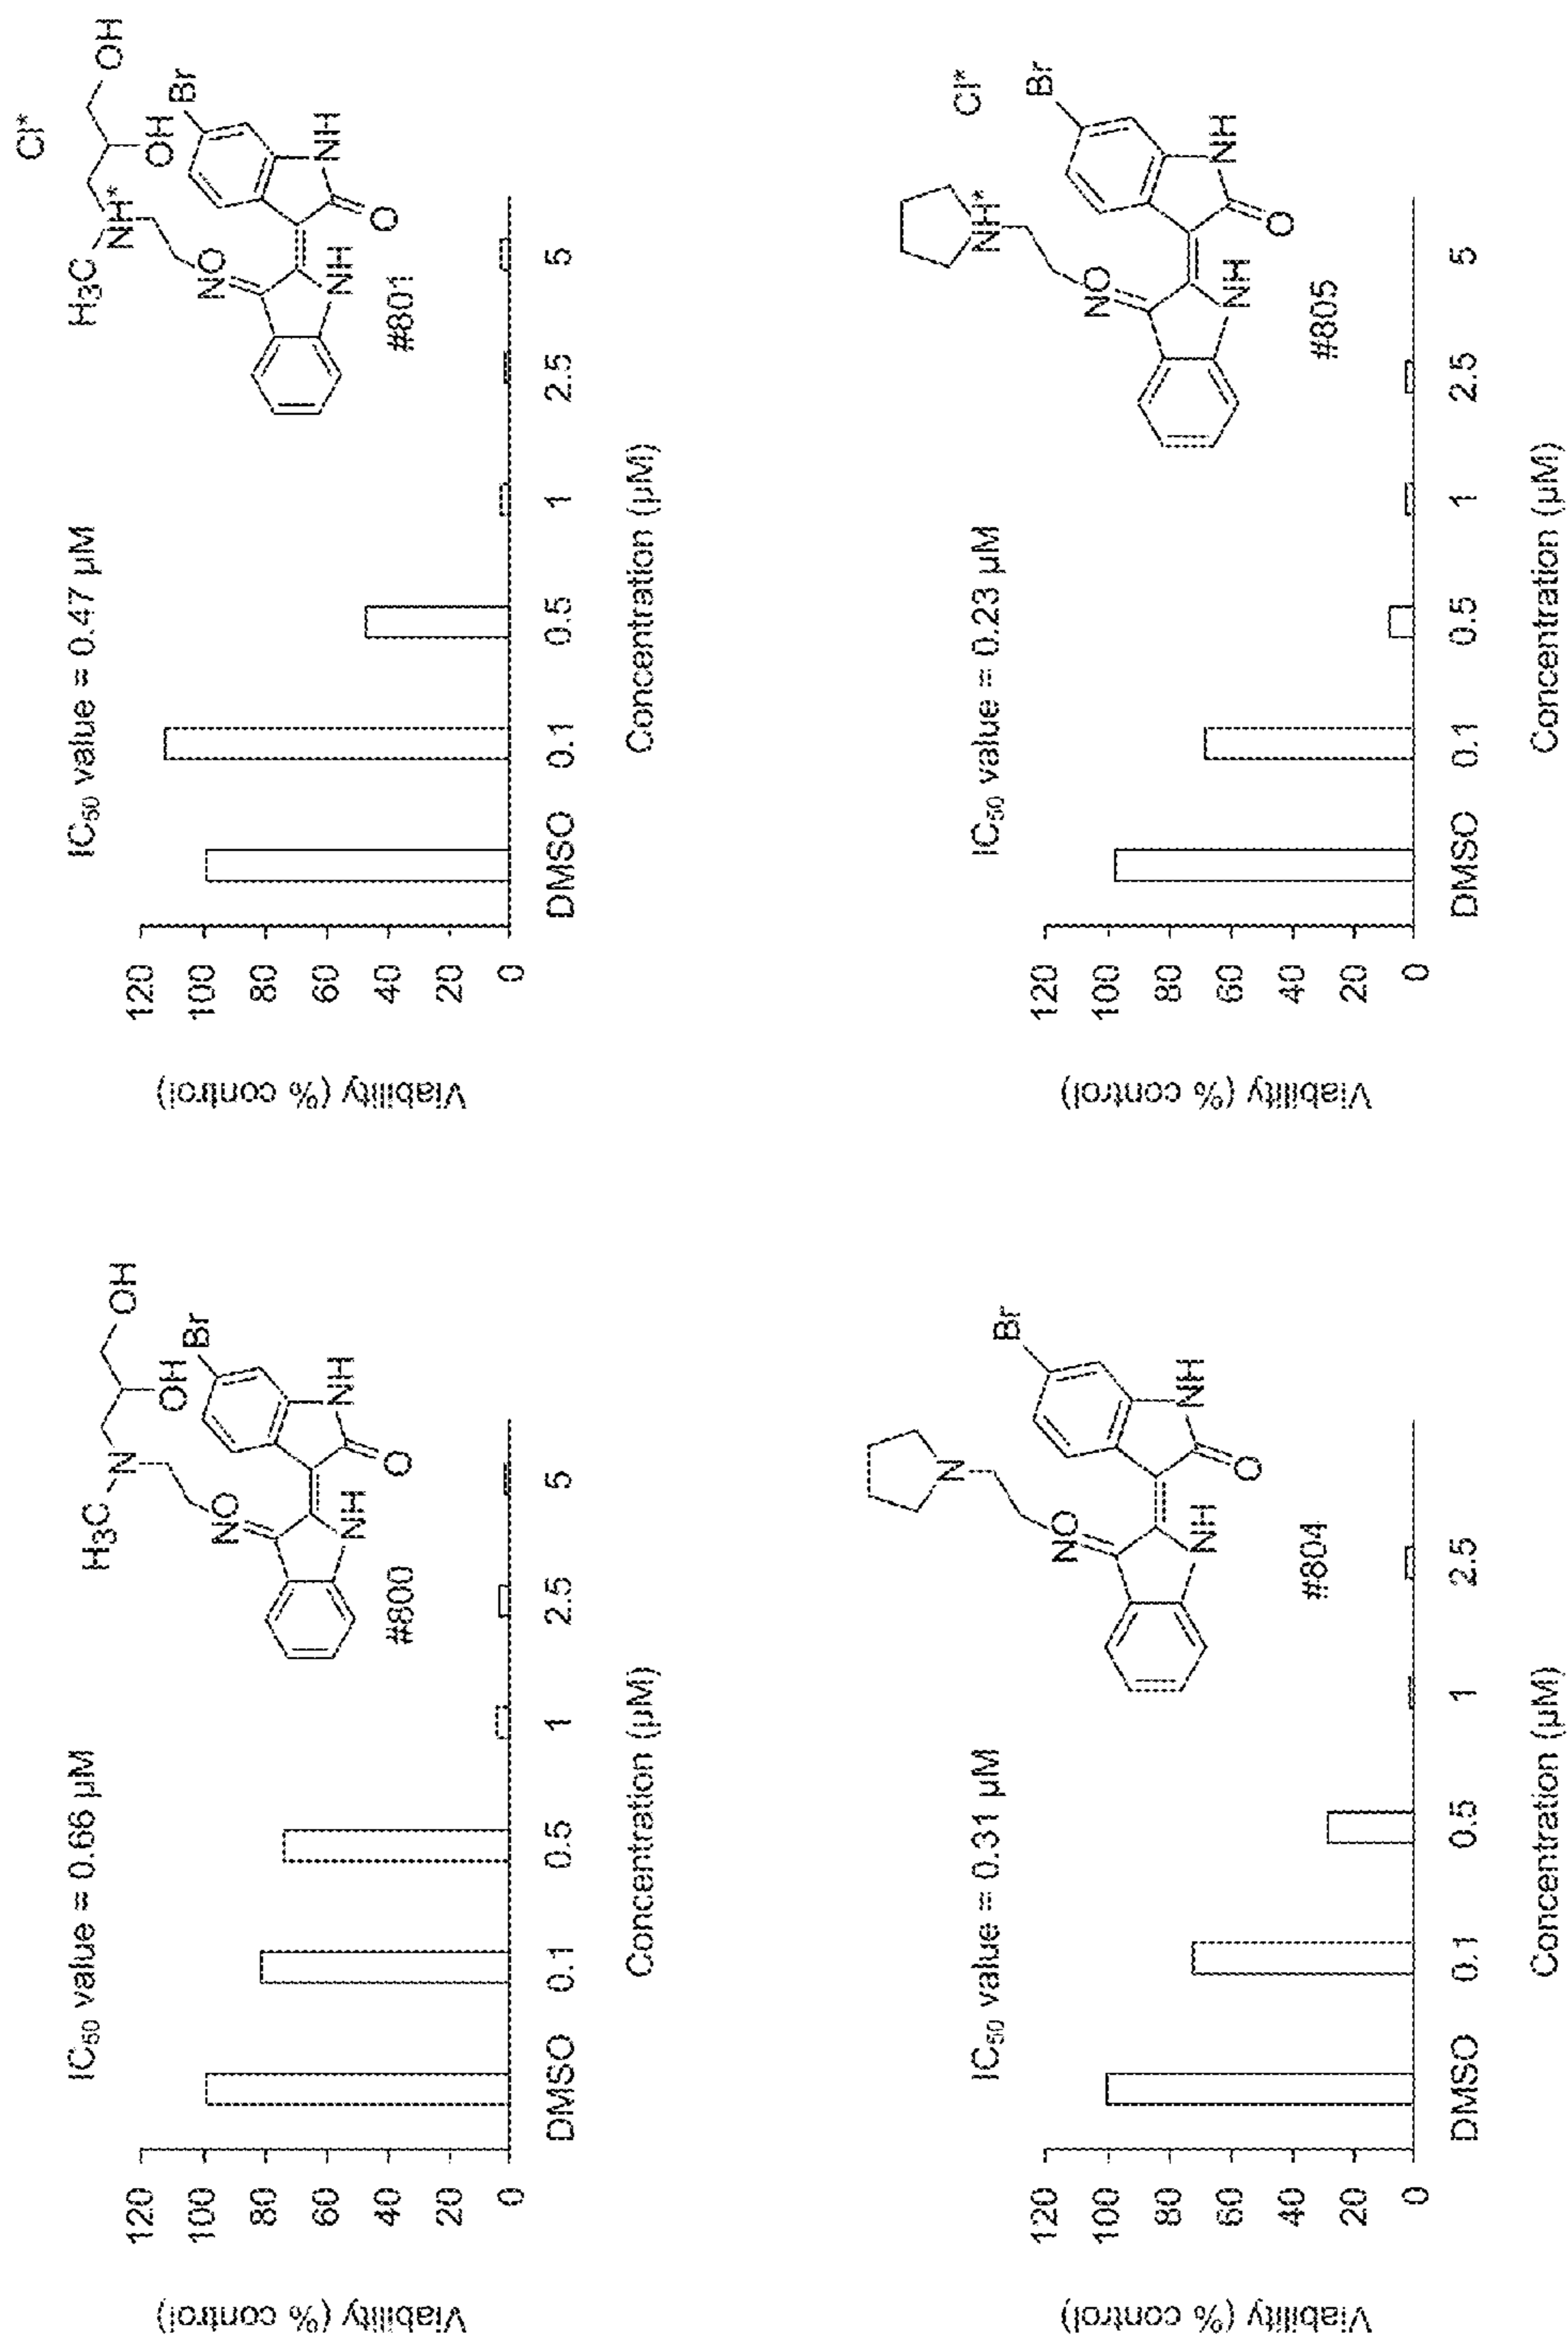 IC50 value = 0.66 µM
H3C
N
OH
OH
Br
NO
NH
NH
O
#800
Viability (% control)
120
100
80
60
40
20
0
DMSO 0.1 0.5 1 2.5 5
Concentration (µM)
IC50 value = 0.47 µM
Cl*
H3C
NH*
OH
OH
Br
NO
NH
NH
O
#801
Viability (% control)
120
100
80
60
40
20
0
DMSO 0.1 0.5 1 2.5 5
Concentration (µM)
IC50 value = 0.31 µM
N
Br
NO
NH
NH
O
#804
Viability (% control)
120
100
80
60
40
20
0
DMSO 0.1 0.5 1 2.5
Concentration (µM)
IC50 value = 0.23 µM
Cl*
NH*
Br
NO
NH
NH
O
#805
Viability (% control)
120
100
80
60
40
20
0
DMSO 0.1 0.5 1 2.5 5
Concentration (µM)